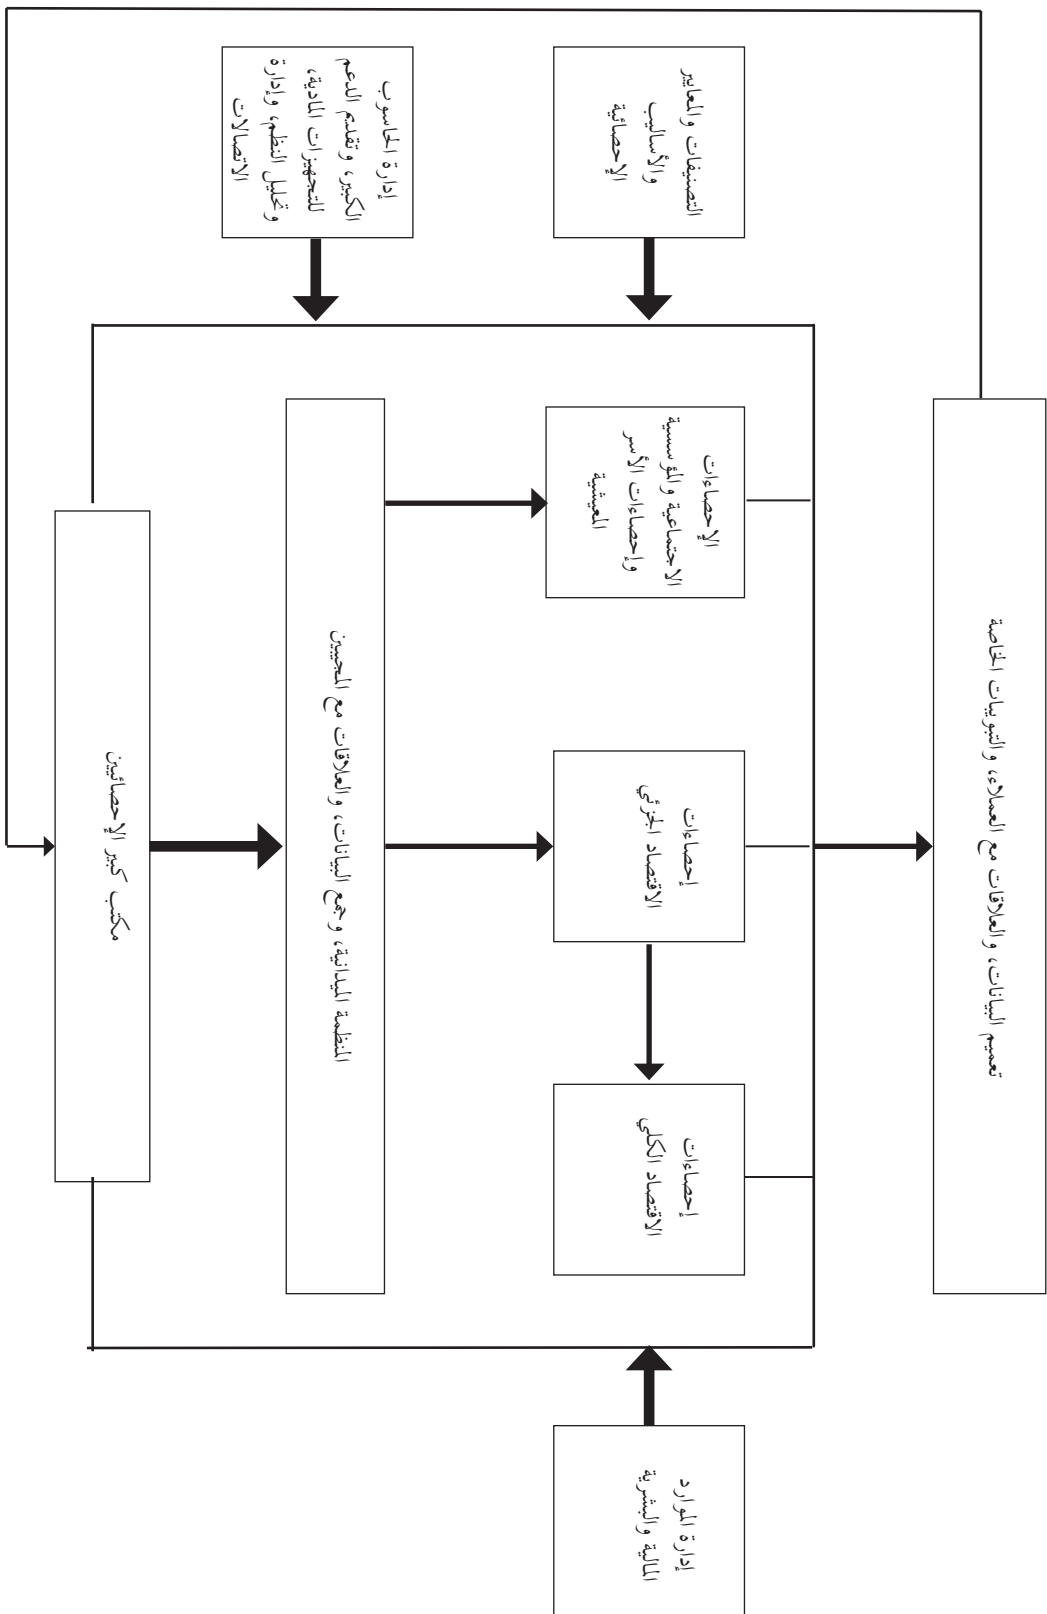 تعميم البيانات، والعلاقات مع العملاء، والتبويبات الخاصة
إدارة الموارد
المالية والبشرية
إحصاءات
الاقتصاد الكلي
إحصاءات
الاقتصاد الجزئي
الإحصاءات
الاجتماعية والمؤسسية
وإحصاءات الأسر
المعيشية
التصنيفات والمعايير
والأساليب
الإحصائية
المنظمة الميدانية، وجمع البيانات، والعلاقات مع المجيبين
إدارة الحاسوب
الكبير، وتقديم الدعم
للتجهيزات المادية،
وتحليل النظم، وإدارة
الاتصالات
مكتب كبير الإحصائيين